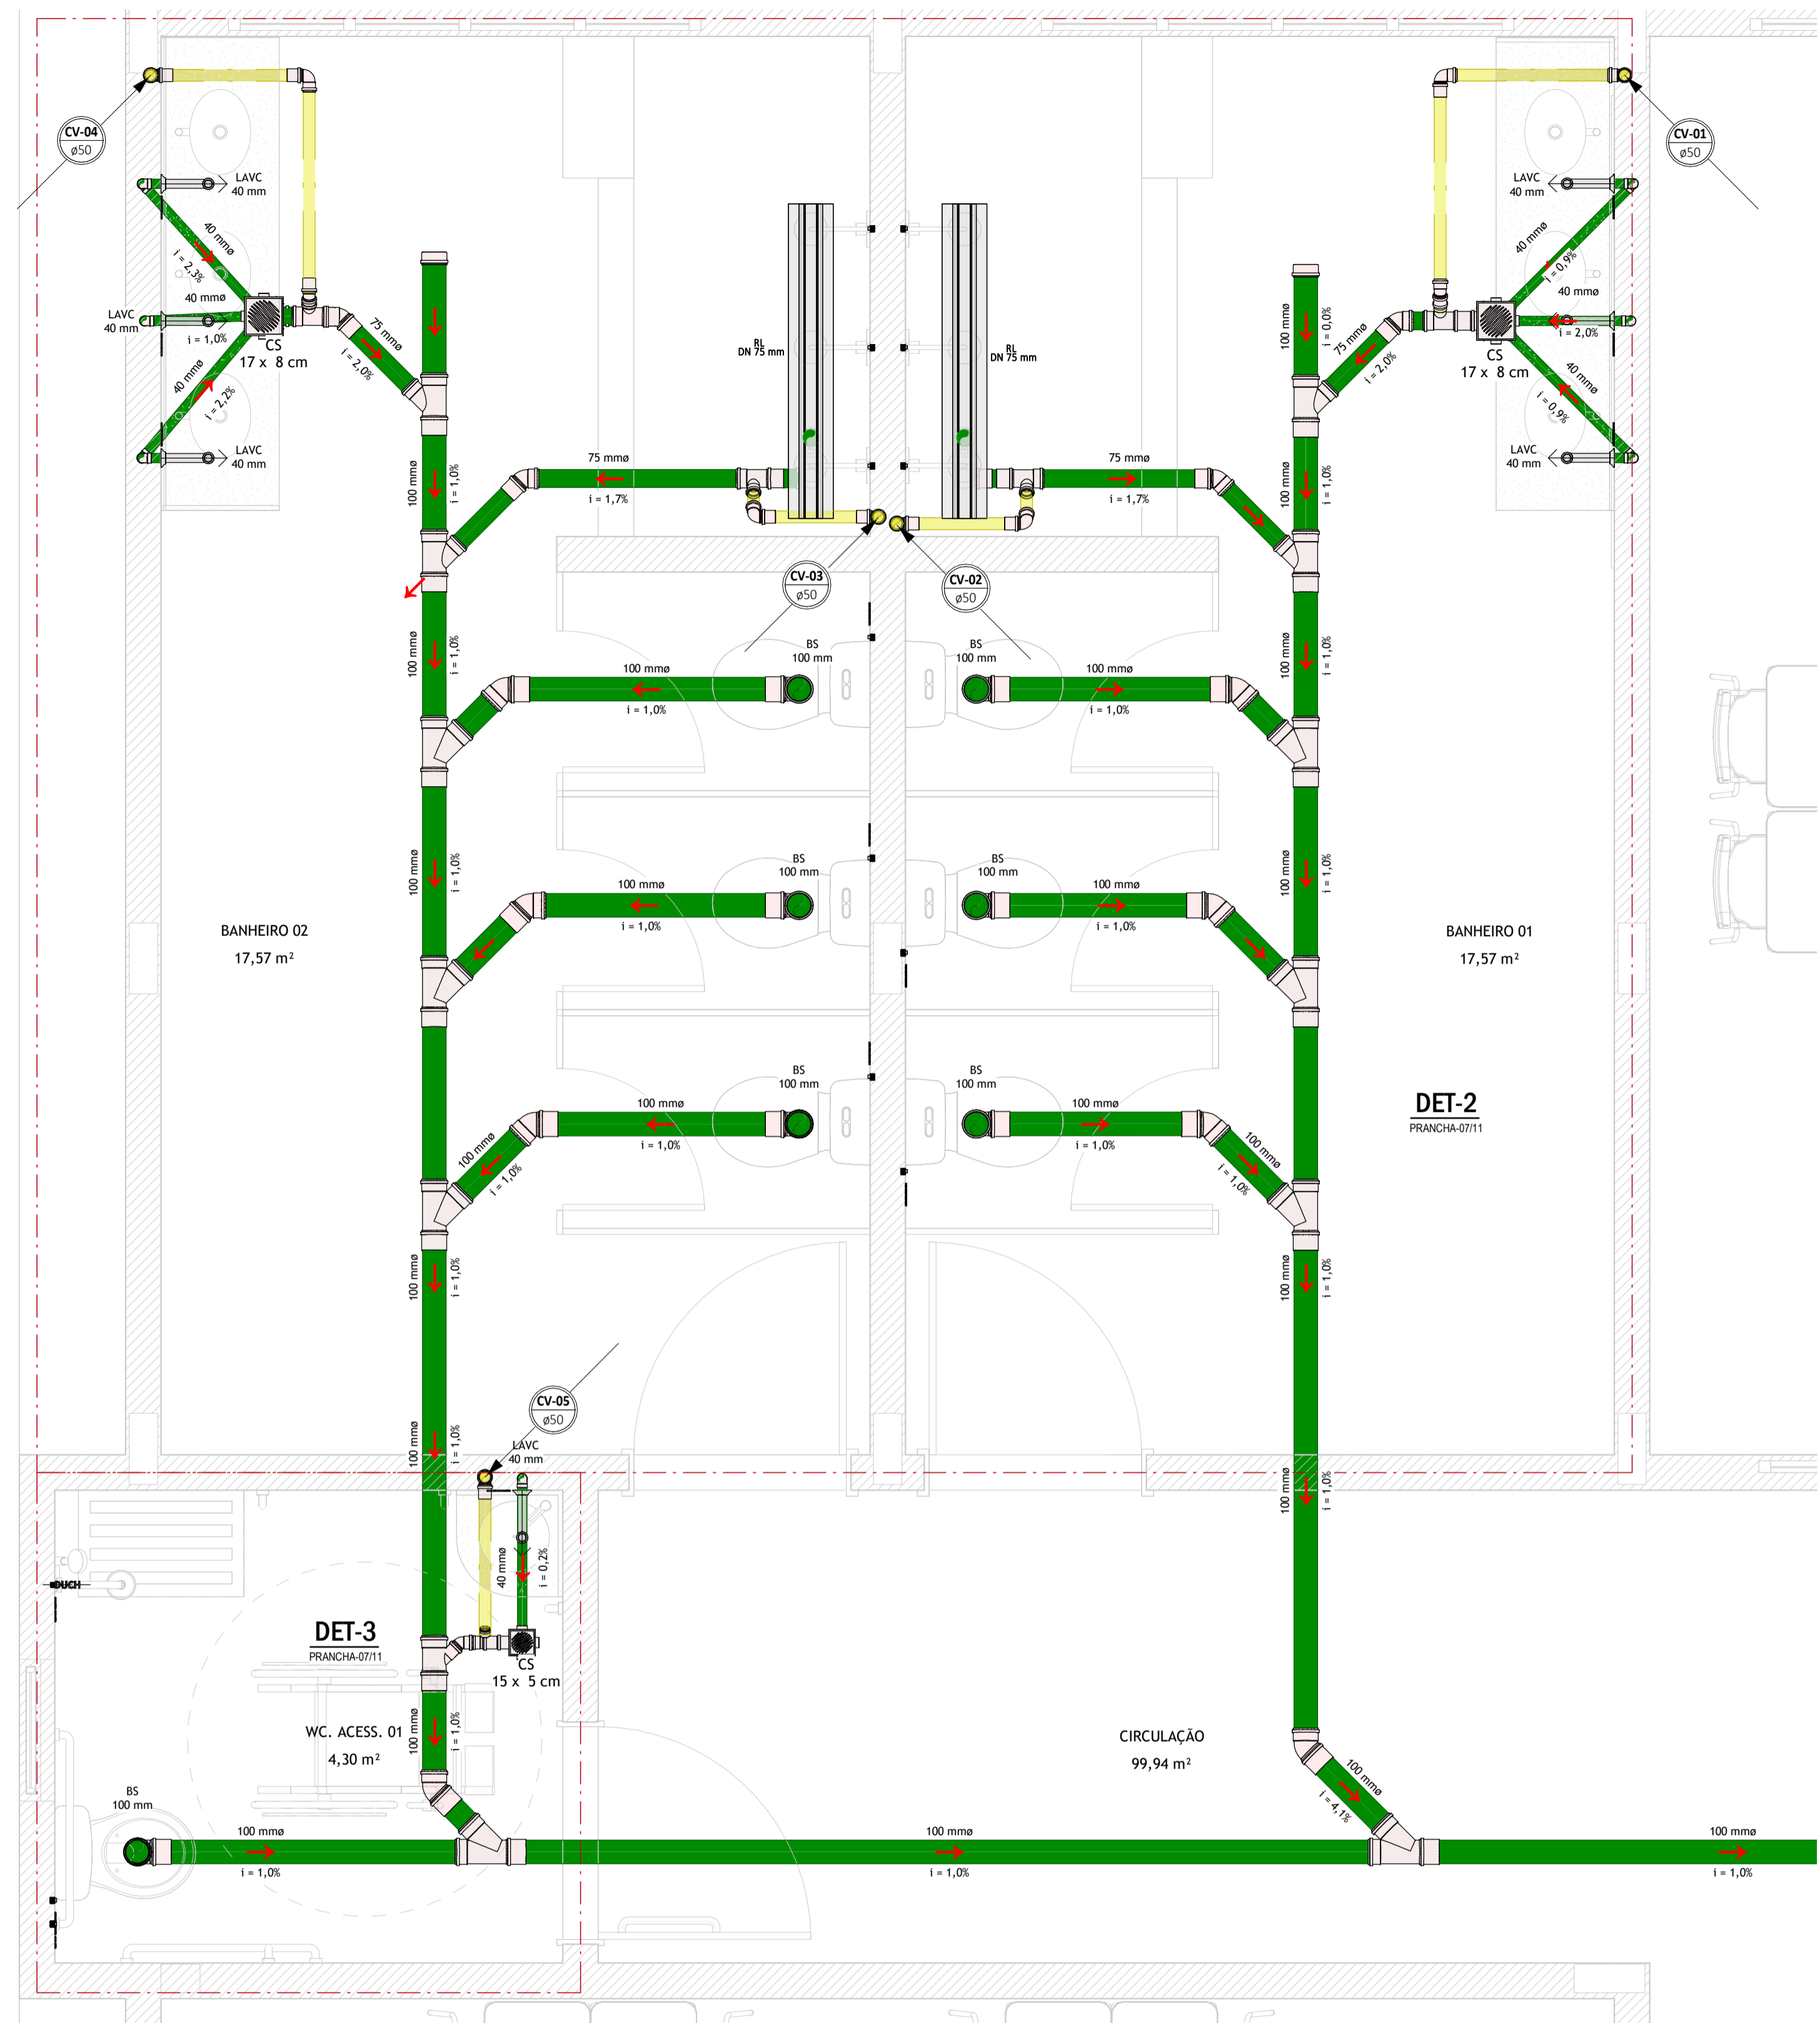 CV-04
ø50
CV-01
ø50
LAVC
40 mm
LAVC
40 mm
40 mmø
i = 2,3%
40 mmø
LAVC
40 mm
i = 1,0%
CS
17 x 8 cm
40 mmø
i = 2,2%
LAVC
40 mm
75 mmø
i = 2,0%
RL
DN 75 mm
RL
DN 75 mm
100 mmø
i = 0,0%
75 mmø
i = 2,0%
40 mmø
i = 0,9%
40 mmø
i = 2,0%
CS
17 x 8 cm
40 mmø
i = 0,9%
LAVC
40 mm
100 mmø
i = 1,0%
75 mmø
i = 1,7%
75 mmø
i = 1,7%
100 mmø
i = 1,0%
CV-03
ø50
CV-02
ø50
100 mmø
i = 1,0%
100 mmø
i = 1,0%
BS
100 mm
BS
100 mm
100 mmø
i = 1,0%
100 mmø
i = 1,0%
100 mmø
i = 1,0%
BS
100 mm
BS
100 mm
100 mmø
i = 1,0%
100 mmø
i = 1,0%
100 mmø
i = 1,0%
BANHEIRO 02
17,57 m²
BANHEIRO 01
17,57 m²
BS
100 mm
BS
100 mm
100 mmø
i = 1,0%
100 mmø
i = 1,0%
100 mmø
i = 1,0%
100 mmø
i = 1,0%
DET-2
PRANCHA-07/11
100 mmø
i = 1,0%
100 mmø
i = 1,0%
CV-05
ø50
100 mmø
i = 1,0%
LAVC
40 mm
100 mmø
i = 1,0%
40 mmø
i = 0,2%
DUCH
DET-3
PRANCHA-07/11
CS
15 x 5 cm
WC. ACESS. 01
4,30 m²
100 mmø
i = 1,0%
CIRCULAÇÃO
99,94 m²
100 mmø
i = 4,1%
BS
100 mm
100 mmø
i = 1,0%
100 mmø
i = 1,0%
100 mmø
i = 1,0%